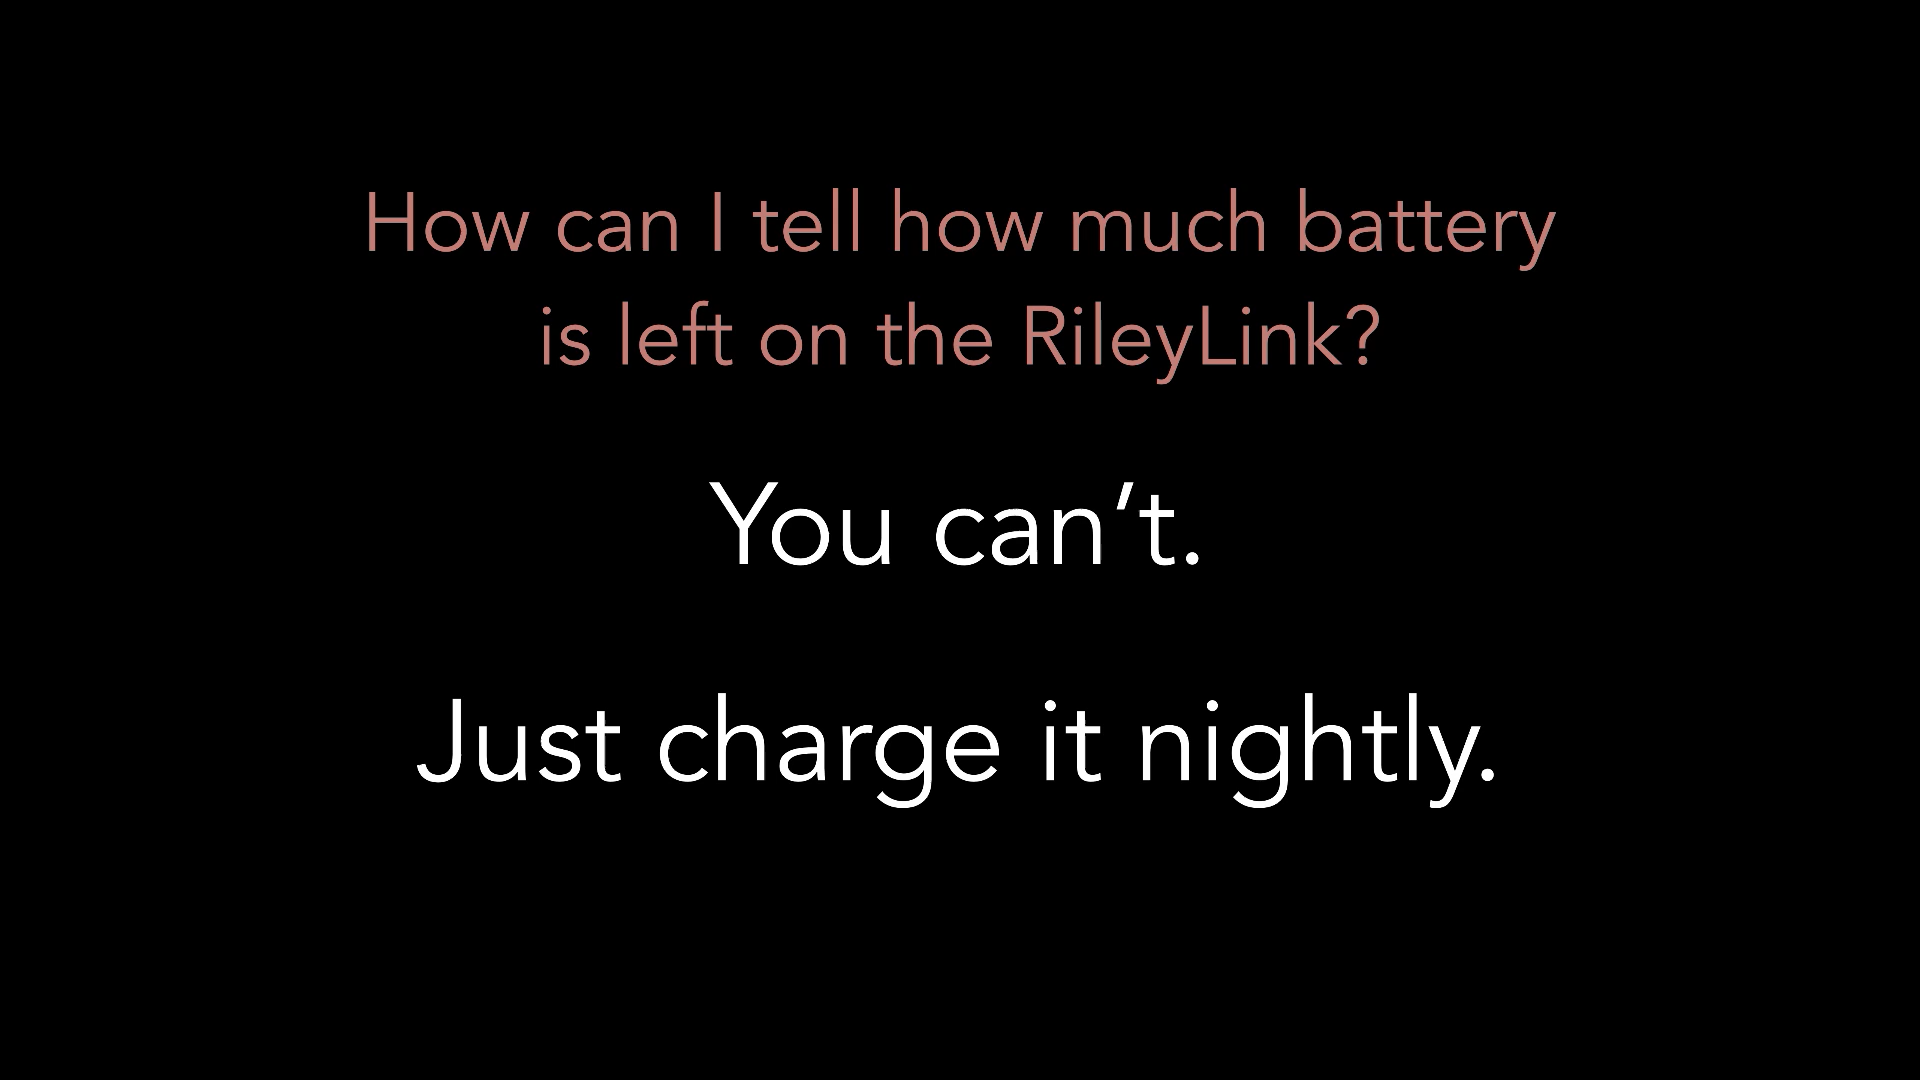 How can I tell how much battery
is left on the RileyLink?
You can’t.
Just charge it nightly.